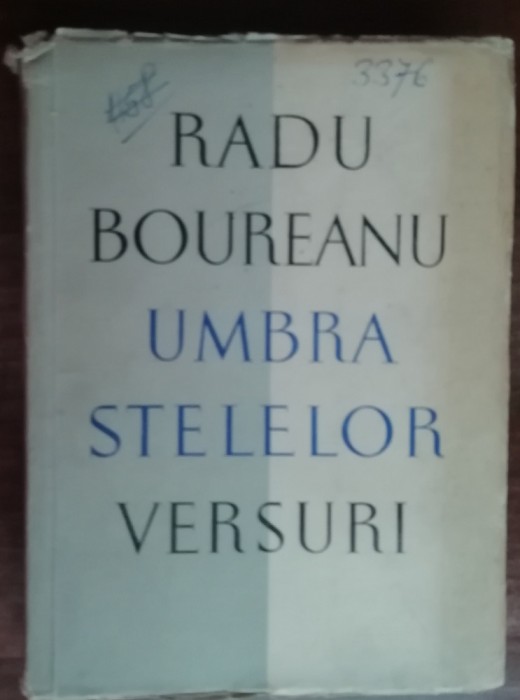 3376
RADU
BOUREANU
UMBRA
STELELOR
VERSURI